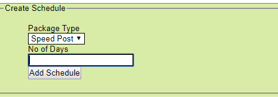 Create Schedule
Package Type
Speed Post
No of Days
Add Schedule